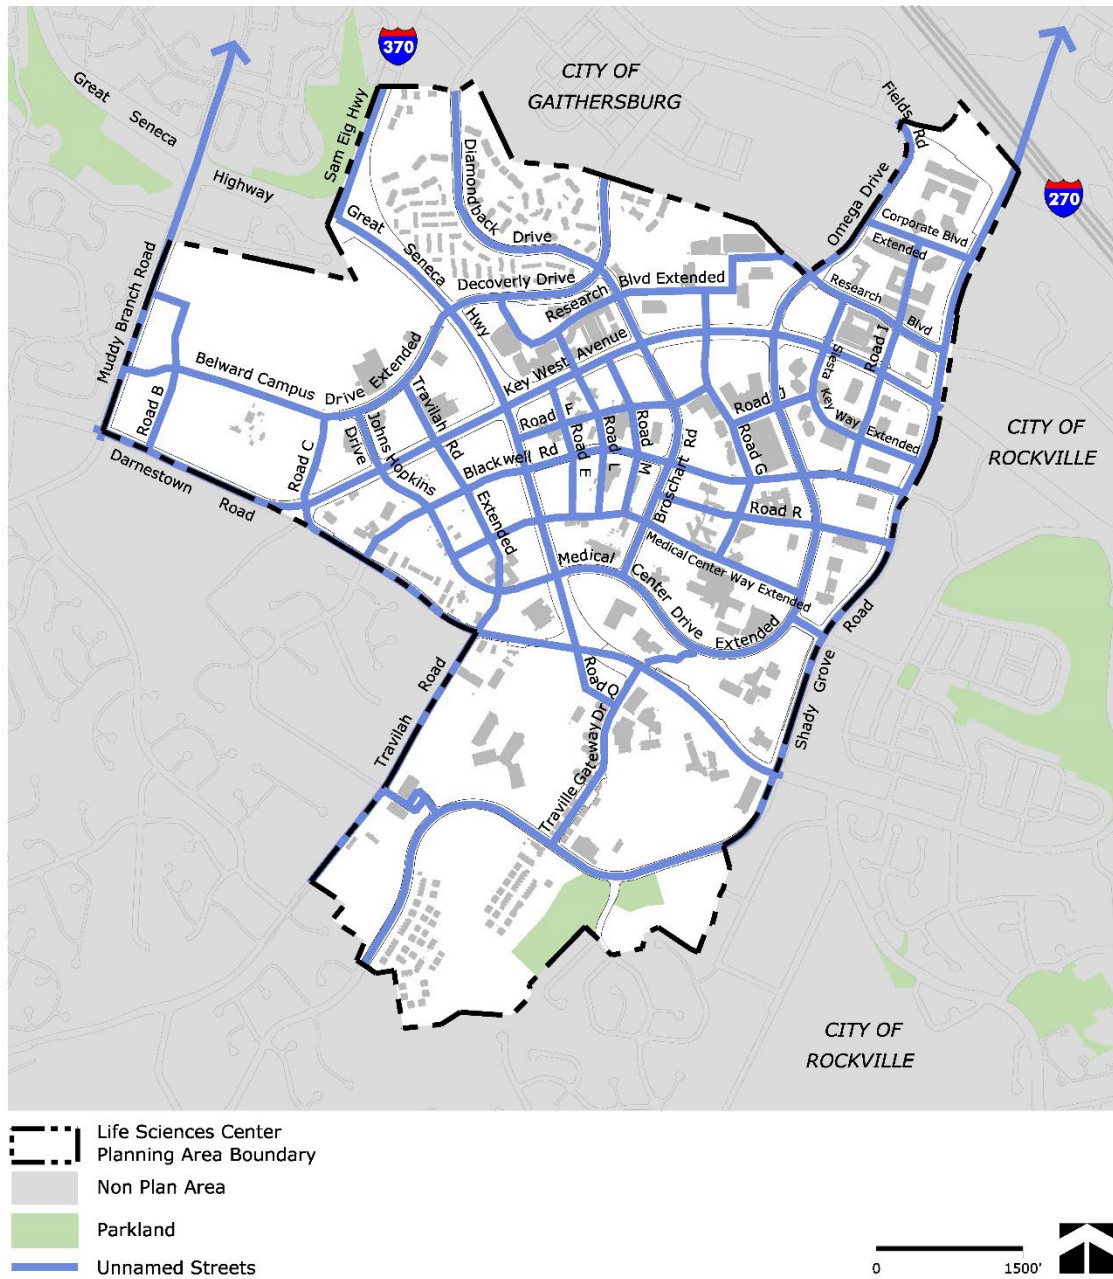 370
CITY OF
GAITHERSBURG
Great
Seneca
Highway
Sam Eig Hwy
Fields Rd
270
Diamondback
Drive
Omega Drive
Corporate Blvd
Extended
Great
Seneca
Hwy
Muddy Branch Road
Decoverly Drive
Research
Blvd Extended
Research
Blvd
Road I
Siesta
Key Way Extended
Belward Campus
Drive Extended
Key West Avenue
Travilah Rd
Extended
Road B
Road C
Johns Hopkins
Drive
Road F
Road E
Road L
Road M
Road J
Road G
Broschart Rd
Blackwell Rd
CITY OF
ROCKVILLE
Darnestown
Road
Road R
Medical
Center
Drive
Extended
Medical Center Way Extended
Road O
Shady Grove
Road
Travilah
Road
Traville Gateway Dr
CITY OF
ROCKVILLE
Life Sciences Center
Planning Area Boundary
Non Plan Area
Parkland
Unnamed Streets
0 1500'